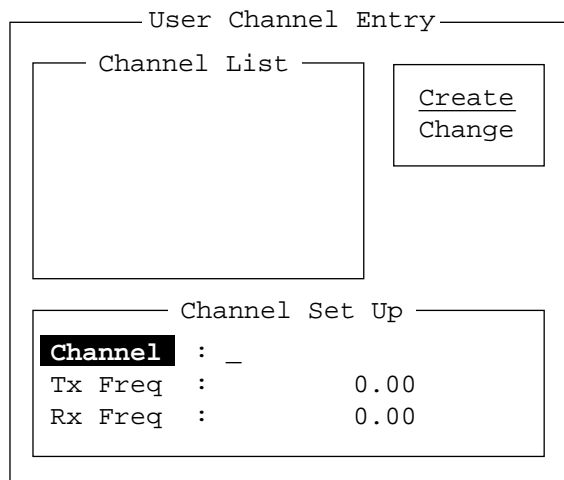 User Channel Entry
Channel List
Create
Change
Channel Set Up
Channel : _
Tx Freq : 0.00
Rx Freq : 0.00